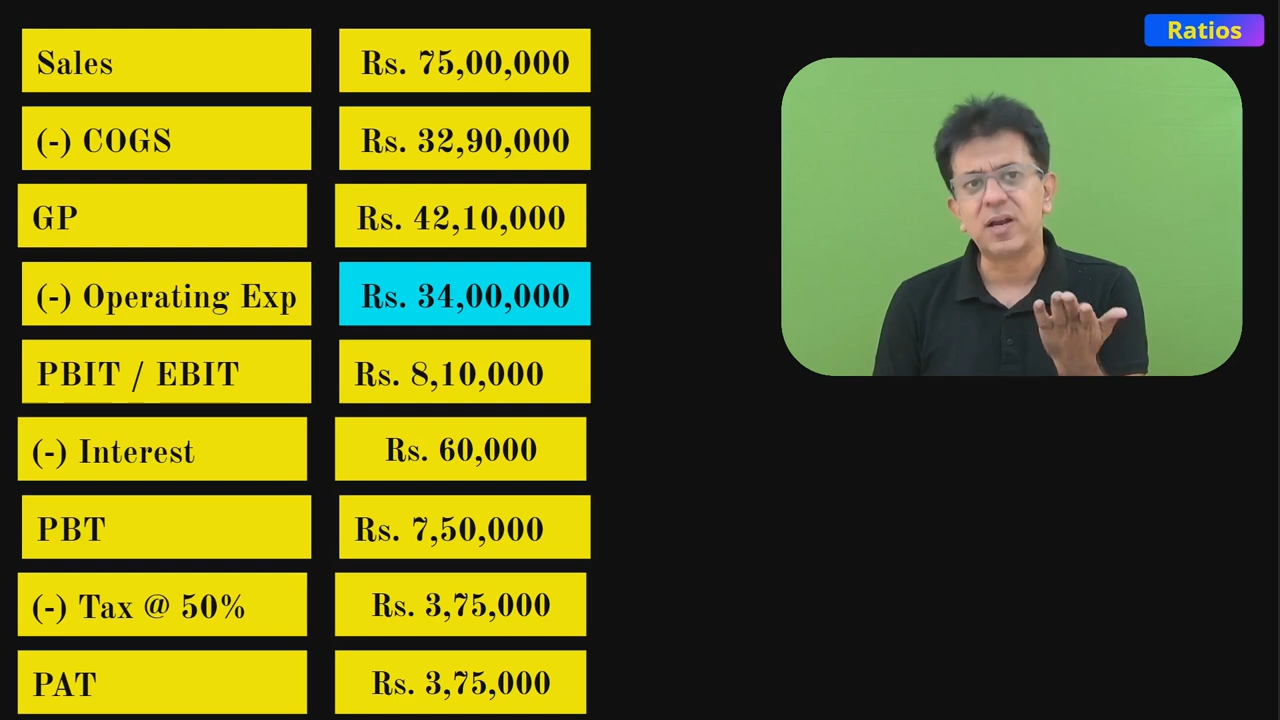 Ratios
Sales Rs. 75,00,000
(-) COGS Rs. 32,90,000
GP Rs. 42,10,000
(-) Operating Exp Rs. 34,00,000
PBIT / EBIT Rs. 8,10,000
(-) Interest Rs. 60,000
PBT Rs. 7,50,000
(-) Tax @ 50% Rs. 3,75,000
PAT Rs. 3,75,000